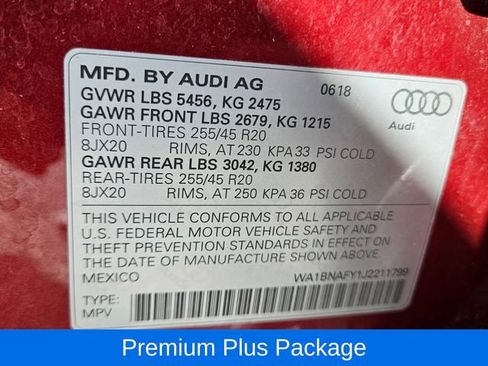 MFD. BY AUDI AG 0618
GVWR LBS 5456, KG 2475
GAWR FRONT LBS 2679, KG 1215
FRONT-TIRES 255/45 R20
8JX20 RIMS, AT 230 KPA 33 PSI COLD
GAWR REAR LBS 3042, KG 1380
REAR-TIRES 255/45 R20
8JX20 RIMS, AT 250 KPA 36 PSI COLD
Audi
THIS VEHICLE CONFORMS TO ALL APPLICABLE
U.S. FEDERAL MOTOR VEHICLE SAFETY AND
THEFT PREVENTION STANDARDS IN EFFECT ON
THE DATE OF MANUFACTURE SHOWN ABOVE
MEXICO WA1BNAFY1J2211799
TYPE:
MPV
Premium Plus Package